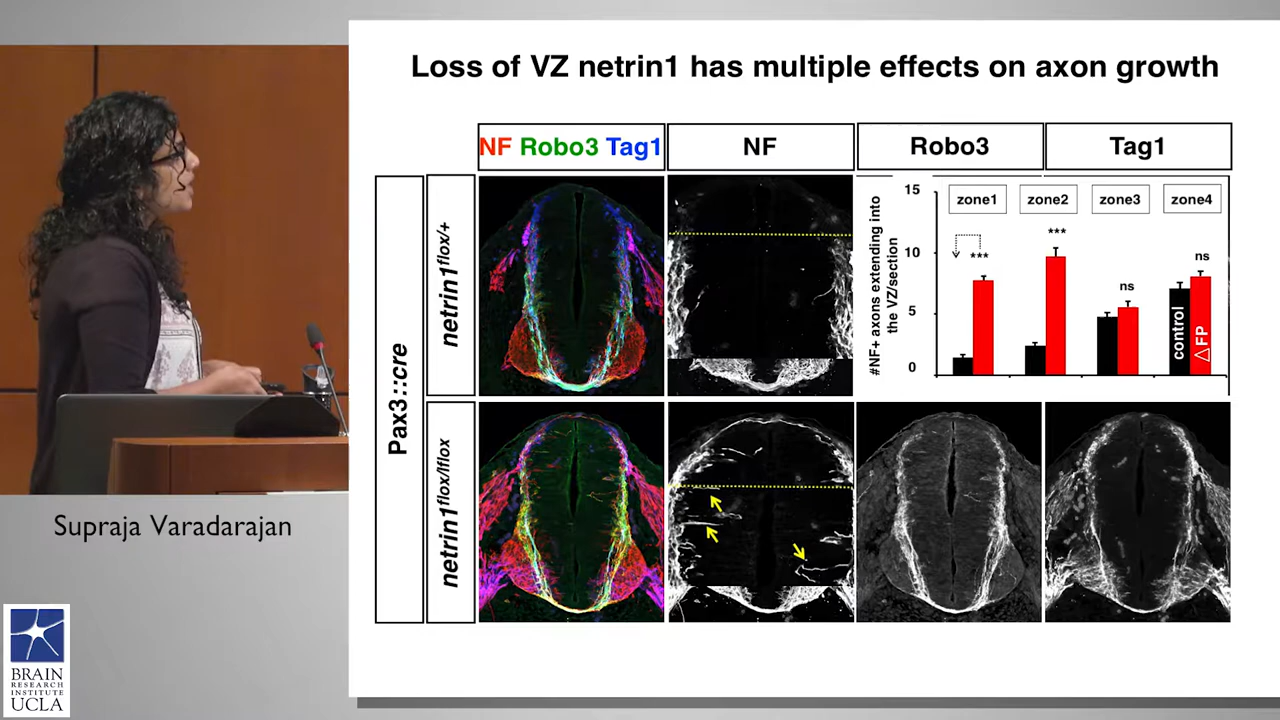 Loss of VZ netrin1 has multiple effects on axon growth
NF Robo3 Tag1
NF
Robo3
Tag1
Pax3::cre
netrin1flox/+
netrin1flox/lflox
#NF+ axons extending into
the VZ/section
15
10
5
0
zone1
zone2
zone3
zone4
***
***
ns
ns
control
△FP
Supraja Varadarajan
BRAIN
RESEARCH
INSTITUTE
UCLA